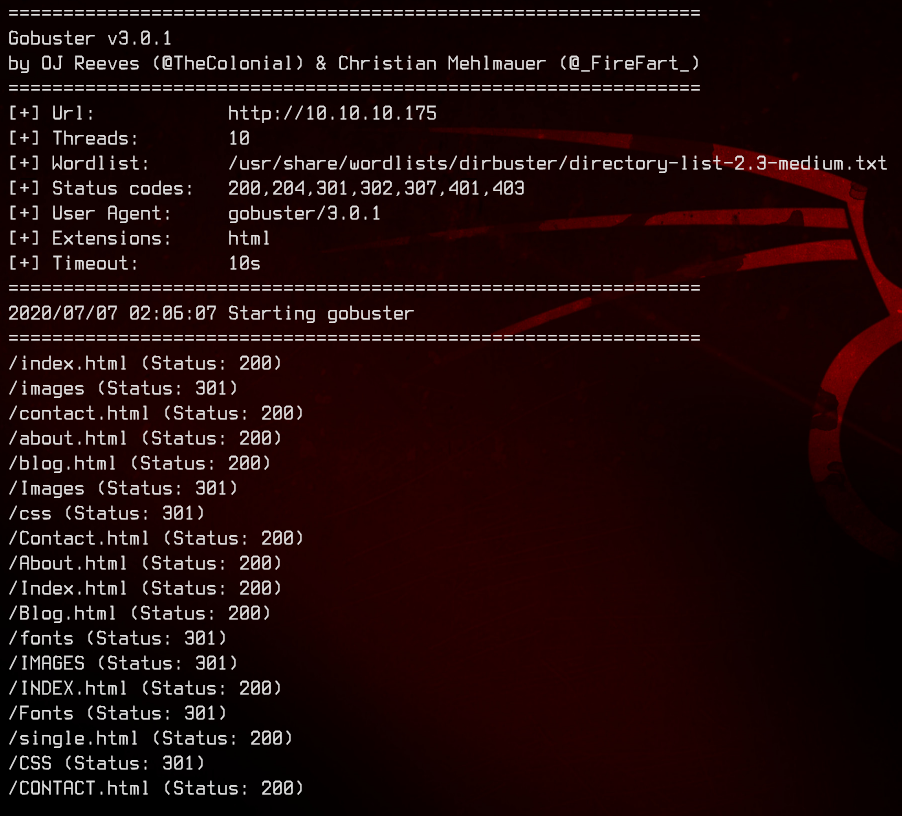 ===============================================================
Gobuster v3.0.1
by OJ Reeves (@TheColonial) & Christian Mehlmauer (@_FireFart_)
===============================================================
[+] Url:            http://10.10.10.175
[+] Threads:        10
[+] Wordlist:       /usr/share/wordlists/dirbuster/directory-list-2.3-medium.txt
[+] Status codes:   200,204,301,302,307,401,403
[+] User Agent:     gobuster/3.0.1
[+] Extensions:     html
[+] Timeout:        10s
===============================================================
2020/07/07 02:06:07 Starting gobuster
===============================================================
/index.html (Status: 200)
/images (Status: 301)
/contact.html (Status: 200)
/about.html (Status: 200)
/blog.html (Status: 200)
/Images (Status: 301)
/css (Status: 301)
/Contact.html (Status: 200)
/About.html (Status: 200)
/Index.html (Status: 200)
/Blog.html (Status: 200)
/fonts (Status: 301)
/IMAGES (Status: 301)
/INDEX.html (Status: 200)
/Fonts (Status: 301)
/single.html (Status: 200)
/CSS (Status: 301)
/CONTACT.html (Status: 200)